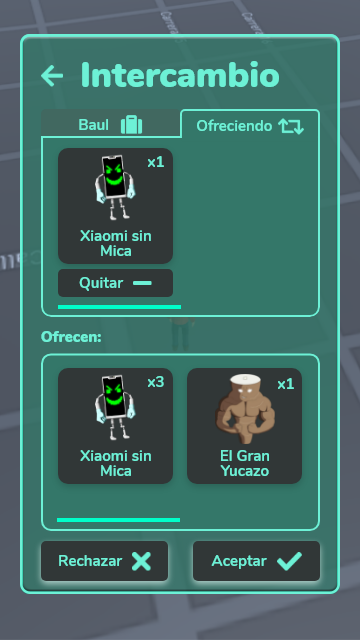 Intercambio
Baul
Ofreciendo
x1
Xiaomi sin
Mica
Quitar
Ofrecen:
x3
Xiaomi sin
Mica
x1
El Gran
Yucazo
Rechazar
Aceptar